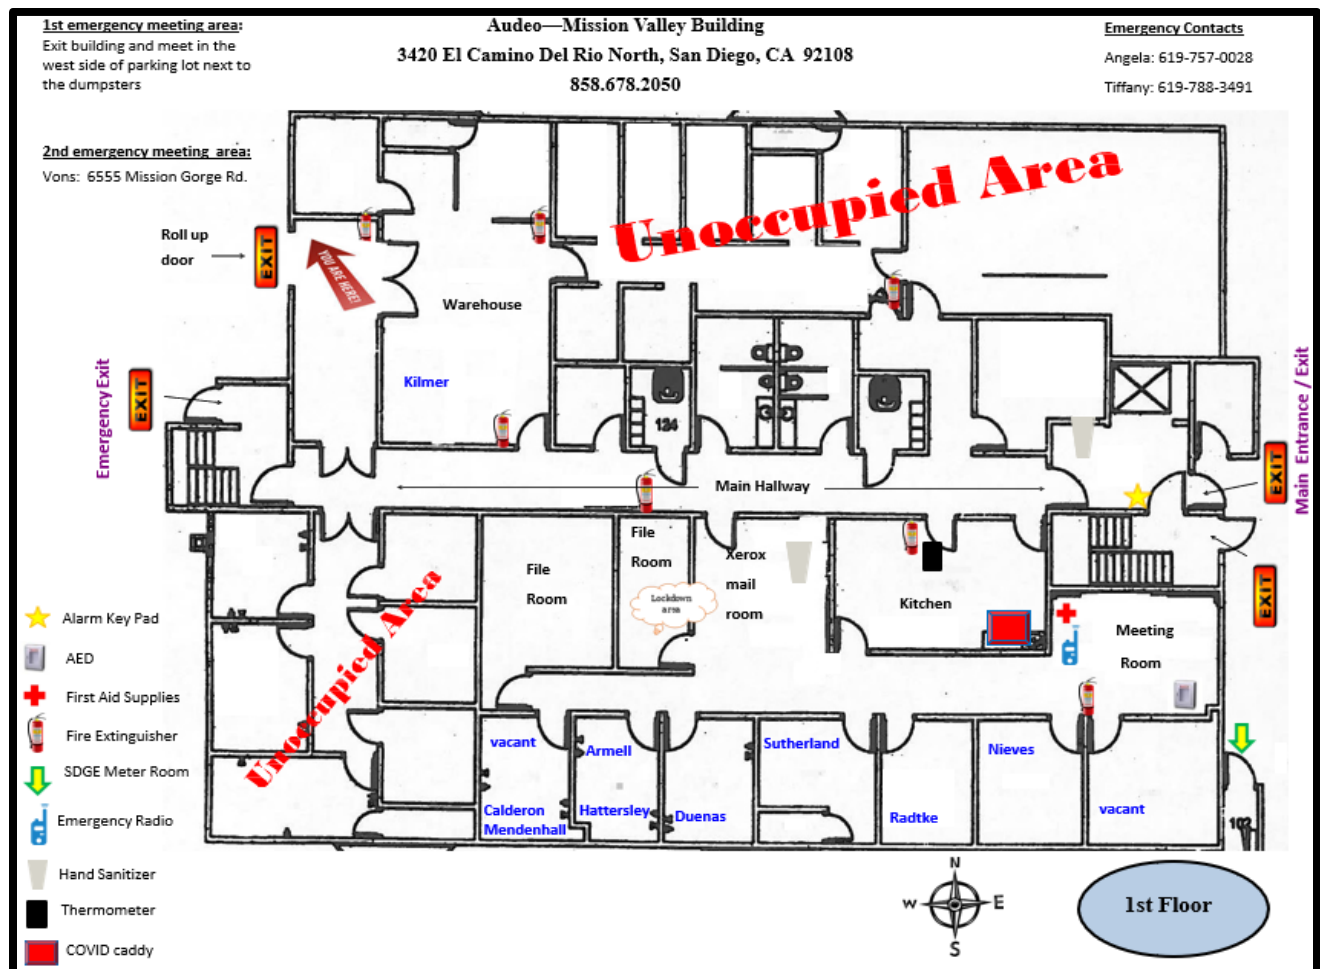 1st emergency meeting area:
Exit building and meet in the
west side of parking lot next to
the dumpsters
Audeo—Mission Valley Building
3420 El Camino Del Rio North, San Diego, CA  92108
858.678.2050
Emergency Contacts
Angela: 619-757-0028
Tiffany: 619-788-3491
2nd emergency meeting  area:
Vons:  6555 Mission Gorge Rd.
Unoccupied Area
Roll up
door
EXIT
YOU ARE HERE!
Warehouse
Kilmer
Emergency Exit
EXIT
124
Main Hallway
EXIT
Main  Entrance / Exit
File
Room
File
Room
Lockdown
area
Xerox
mail
room
Kitchen
Meeting
Room
EXIT
Unoccupied Area
Alarm Key Pad
AED
First Aid Supplies
Fire Extinguisher
SDGE Meter Room
Emergency Radio
Hand Sanitizer
Thermometer
COVID caddy
vacant
Calderon
Mendenhall
Armell
Hattersley
Duenas
Sutherland
Radtke
Nieves
vacant
102
N
W
E
S
1st Floor